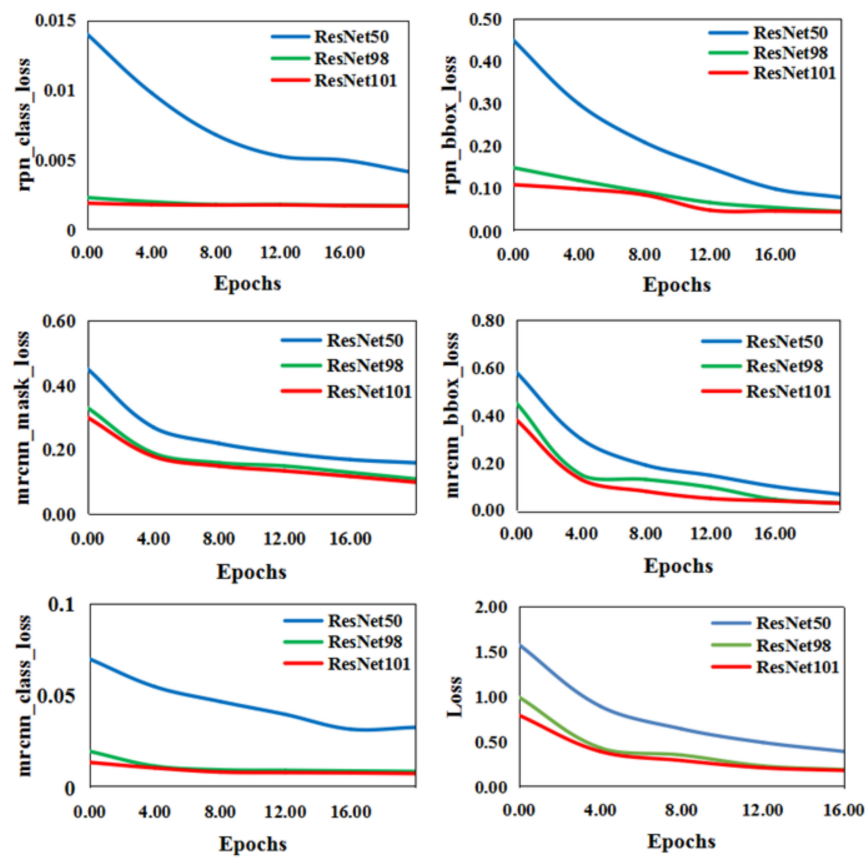 rpn_class_loss
0.015
0.01
0.005
0
0.00 4.00 8.00 12.00 16.00
Epochs
ResNet50
ResNet98
ResNet101
rpn_bbox_loss
0.50
0.40
0.30
0.20
0.10
0.00
0.00 4.00 8.00 12.00 16.00
Epochs
ResNet50
ResNet98
ResNet101
mrcnn_mask_loss
0.60
0.40
0.20
0.00
0.00 4.00 8.00 12.00 16.00
Epochs
ResNet50
ResNet98
ResNet101
mrcnn_bbox_loss
0.80
0.60
0.40
0.20
0.00
0.00 4.00 8.00 12.00 16.00
Epochs
ResNet50
ResNet98
ResNet101
mrcnn_class_loss
0.1
0.05
0
0.00 4.00 8.00 12.00 16.00
Epochs
ResNet50
ResNet98
ResNet101
Loss
2.00
1.50
1.00
0.50
0.00
0.00 4.00 8.00 12.00 16.00
Epochs
ResNet50
ResNet98
ResNet101